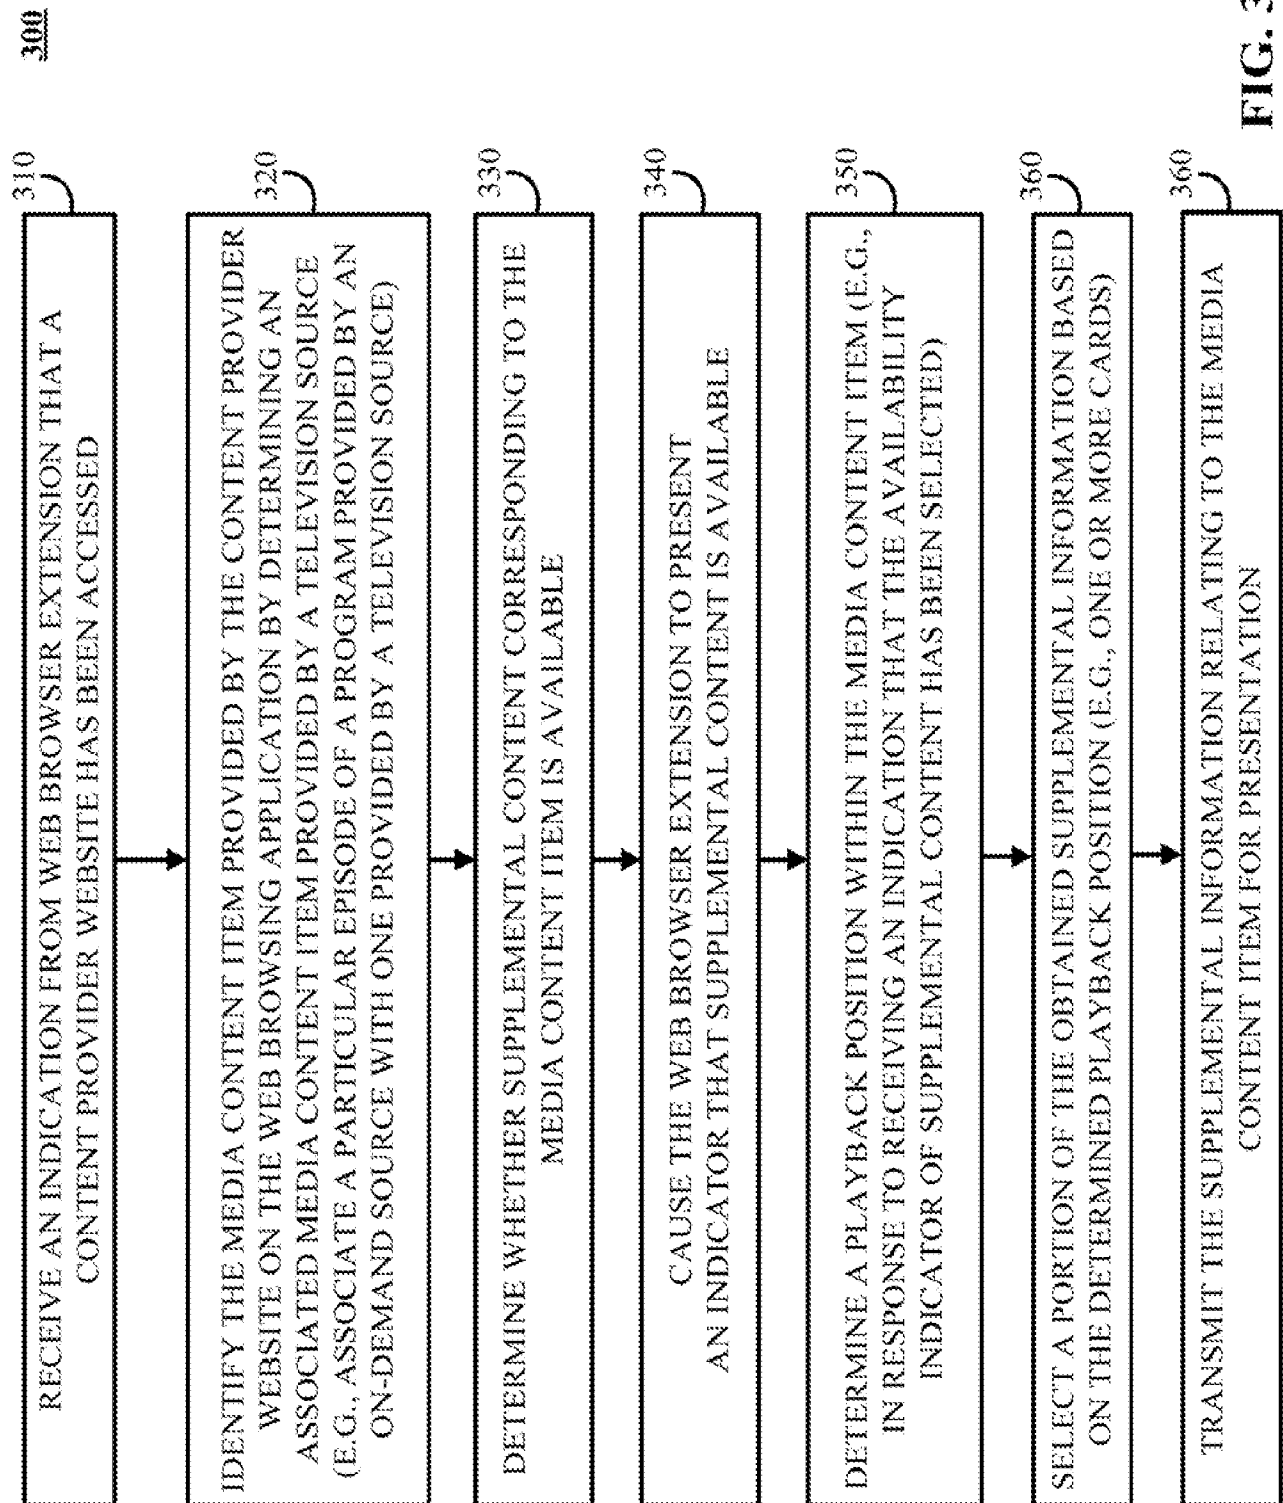 300
310
RECEIVE AN INDICATION FROM WEB BROWSER EXTENSION THAT A
CONTENT PROVIDER WEBSITE HAS BEEN ACCESSED
320
IDENTIFY THE MEDIA CONTENT ITEM PROVIDED BY THE CONTENT PROVIDER
WEBSITE ON THE WEB BROWSING APPLICATION BY DETERMINING AN
ASSOCIATED MEDIA CONTENT ITEM PROVIDED BY A TELEVISION SOURCE
(E.G., ASSOCIATE A PARTICULAR EPISODE OF A PROGRAM PROVIDED BY AN
ON-DEMAND SOURCE WITH ONE PROVIDED BY A TELEVISION SOURCE)
330
DETERMINE WHETHER SUPPLEMENTAL CONTENT CORRESPONDING TO THE
MEDIA CONTENT ITEM IS AVAILABLE
340
CAUSE THE WEB BROWSER EXTENSION TO PRESENT
AN INDICATOR THAT SUPPLEMENTAL CONTENT IS AVAILABLE
350
DETERMINE A PLAYBACK POSITION WITHIN THE MEDIA CONTENT ITEM (E.G.,
IN RESPONSE TO RECEIVING AN INDICATION THAT THE AVAILABILITY
INDICATOR OF SUPPLEMENTAL CONTENT HAS BEEN SELECTED)
360
SELECT A PORTION OF THE OBTAINED SUPPLEMENTAL INFORMATION BASED
ON THE DETERMINED PLAYBACK POSITION (E.G., ONE OR MORE CARDS)
360
TRANSMIT THE SUPPLEMENTAL INFORMATION RELATING TO THE MEDIA
CONTENT ITEM FOR PRESENTATION
FIG. 3